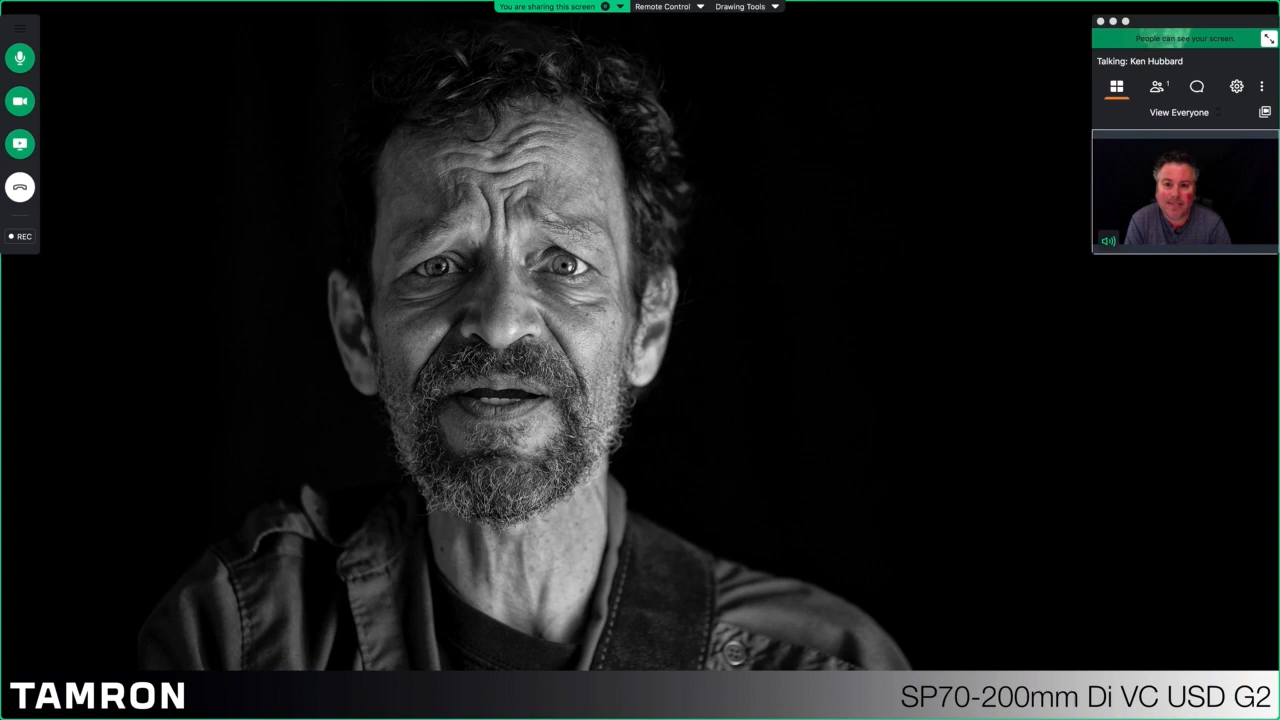 You are sharing this screen
Remote Control
Drawing Tools
People can see your screen.
Talking: Ken Hubbard
1
View Everyone
REC
TAMRON
SP70-200mm Di VC USD G2